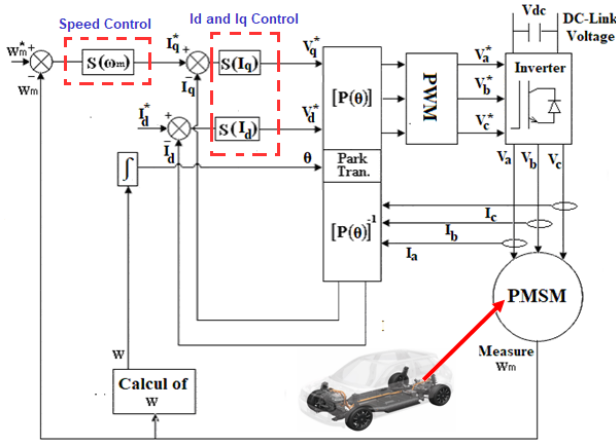 Speed Control
Id and Iq Control
Vdc
DC-Link
Voltage
Wm*
+
−
Wm
S(ωm)
Iq*
+
−
Iq
S(Iq)
Vq*
[P(θ)]
PWM
Va*
Vb*
Vc*
Inverter
Id*
+
−
Id
S(Id)
Vd*
Va
Vb
Vc
∫
θ
Park
Tran.
[P(θ)]⁻¹
Ic
Ib
Ia
PMSM
Measure
Wm
W
Calcul of
W